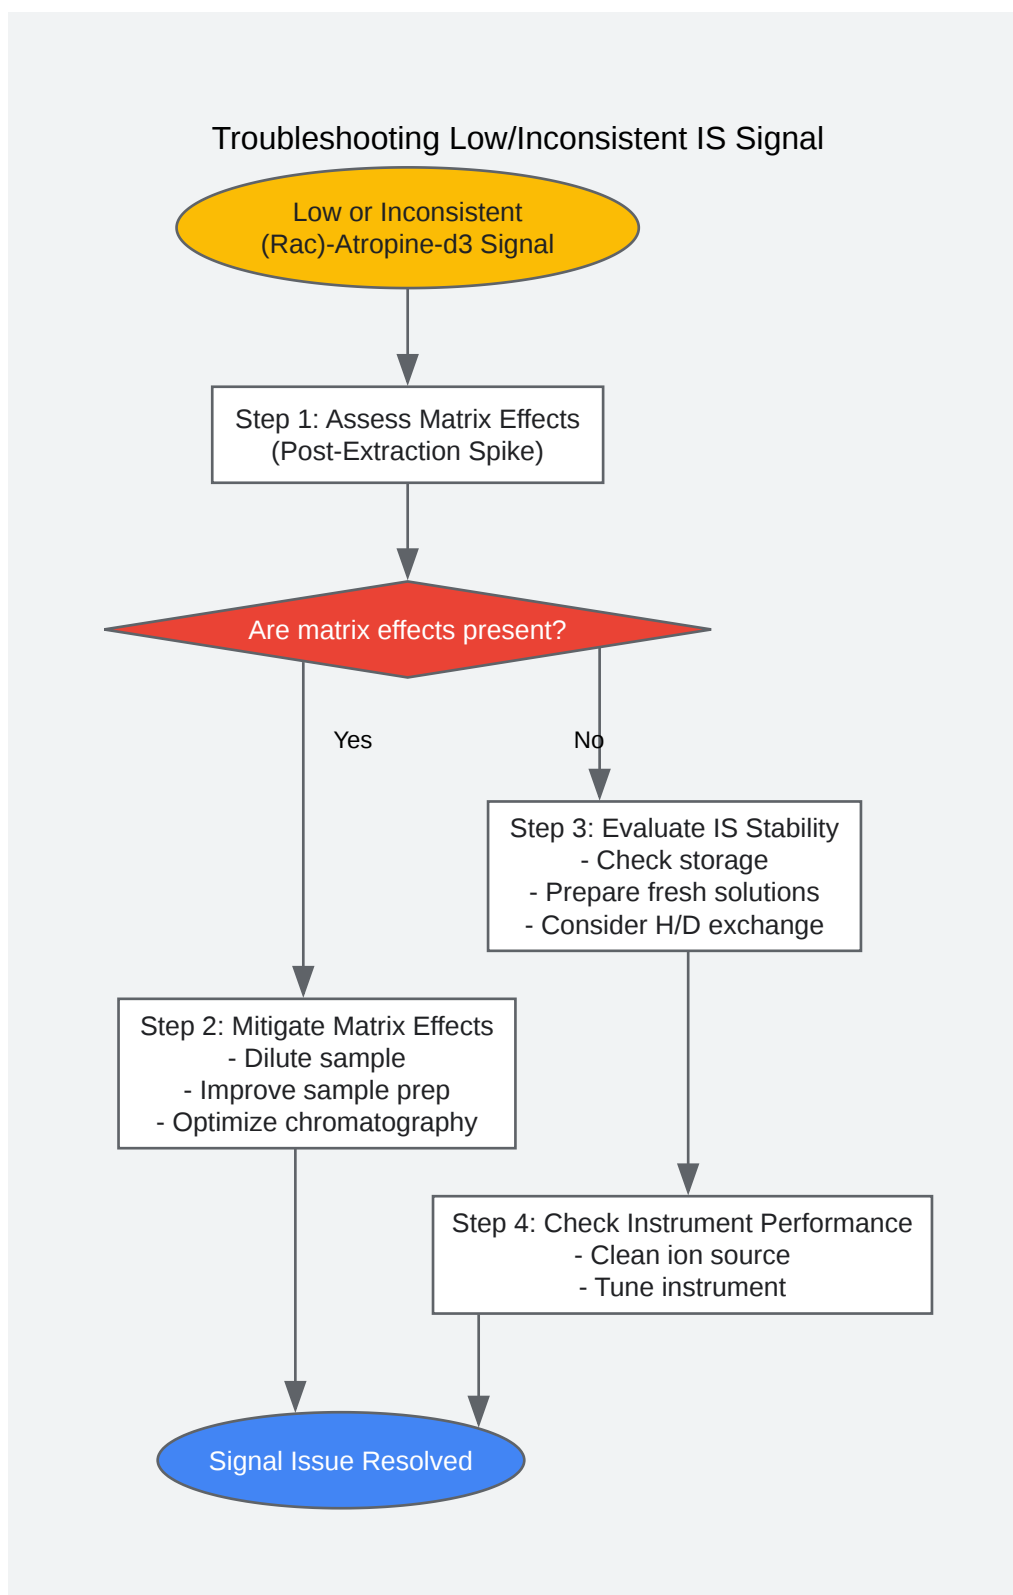 Troubleshooting Low/Inconsistent IS Signal
Low or Inconsistent
(Rac)-Atropine-d3 Signal
Step 1: Assess Matrix Effects
(Post-Extraction Spike)
Are matrix effects present?
Yes
No
Step 3: Evaluate IS Stability
- Check storage
- Prepare fresh solutions
- Consider H/D exchange
Step 2: Mitigate Matrix Effects
- Dilute sample
- Improve sample prep
- Optimize chromatography
Step 4: Check Instrument Performance
- Clean ion source
- Tune instrument
Signal Issue Resolved